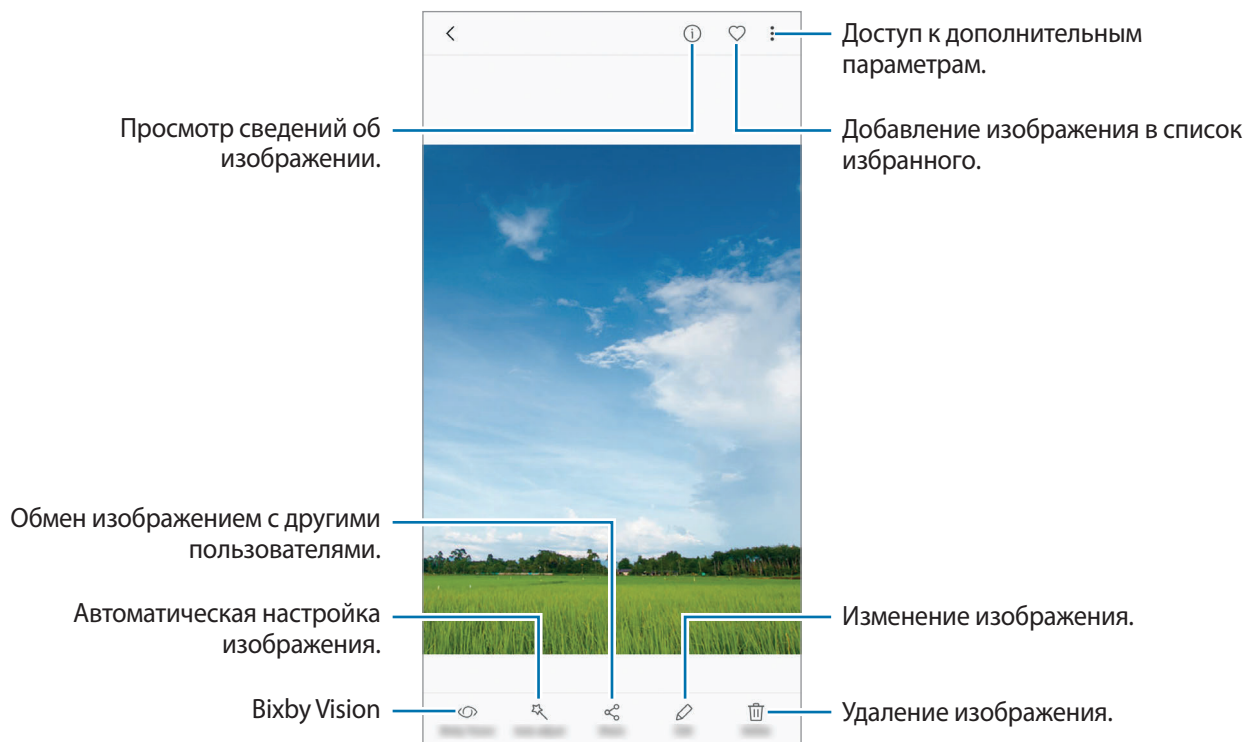 Доступ к дополнительным
параметрам.
Просмотр сведений об
изображении.
Добавление изображения в список
избранного.
Обмен изображением с другими
пользователями.
Автоматическая настройка
изображения.
Изменение изображения.
Bixby Vision
Удаление изображения.